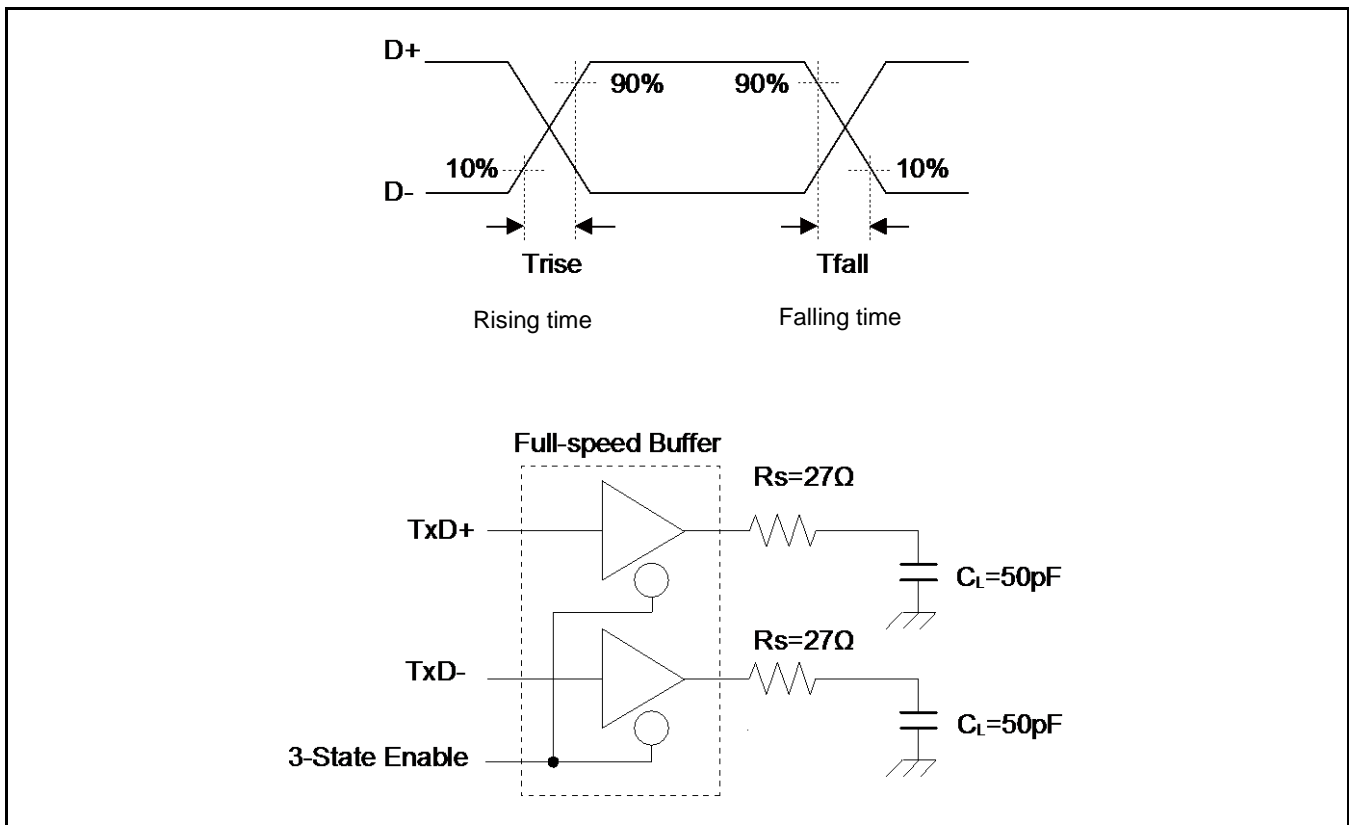 D+
90%
90%
10%
10%
D-
Trise
Tfall
Rising time
Falling time
Full-speed Buffer
Rs=27Ω
TxD+
CL=50pF
Rs=27Ω
TxD-
CL=50pF
3-State Enable